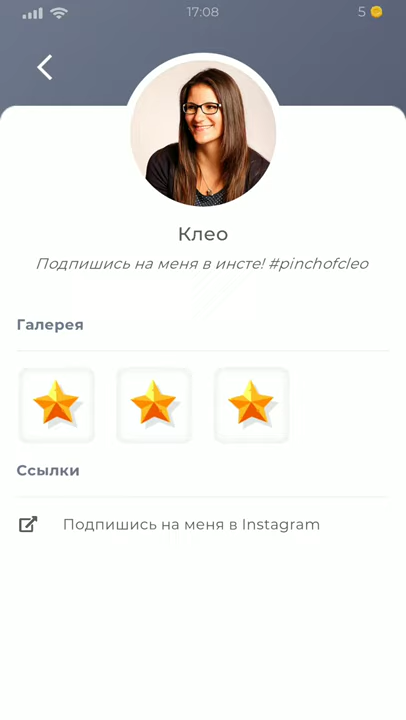 17:08
5
Клео
Подпишись на меня в инсте! #pinchofcleo
Галерея
Ссылки
Подпишись на меня в Instagram